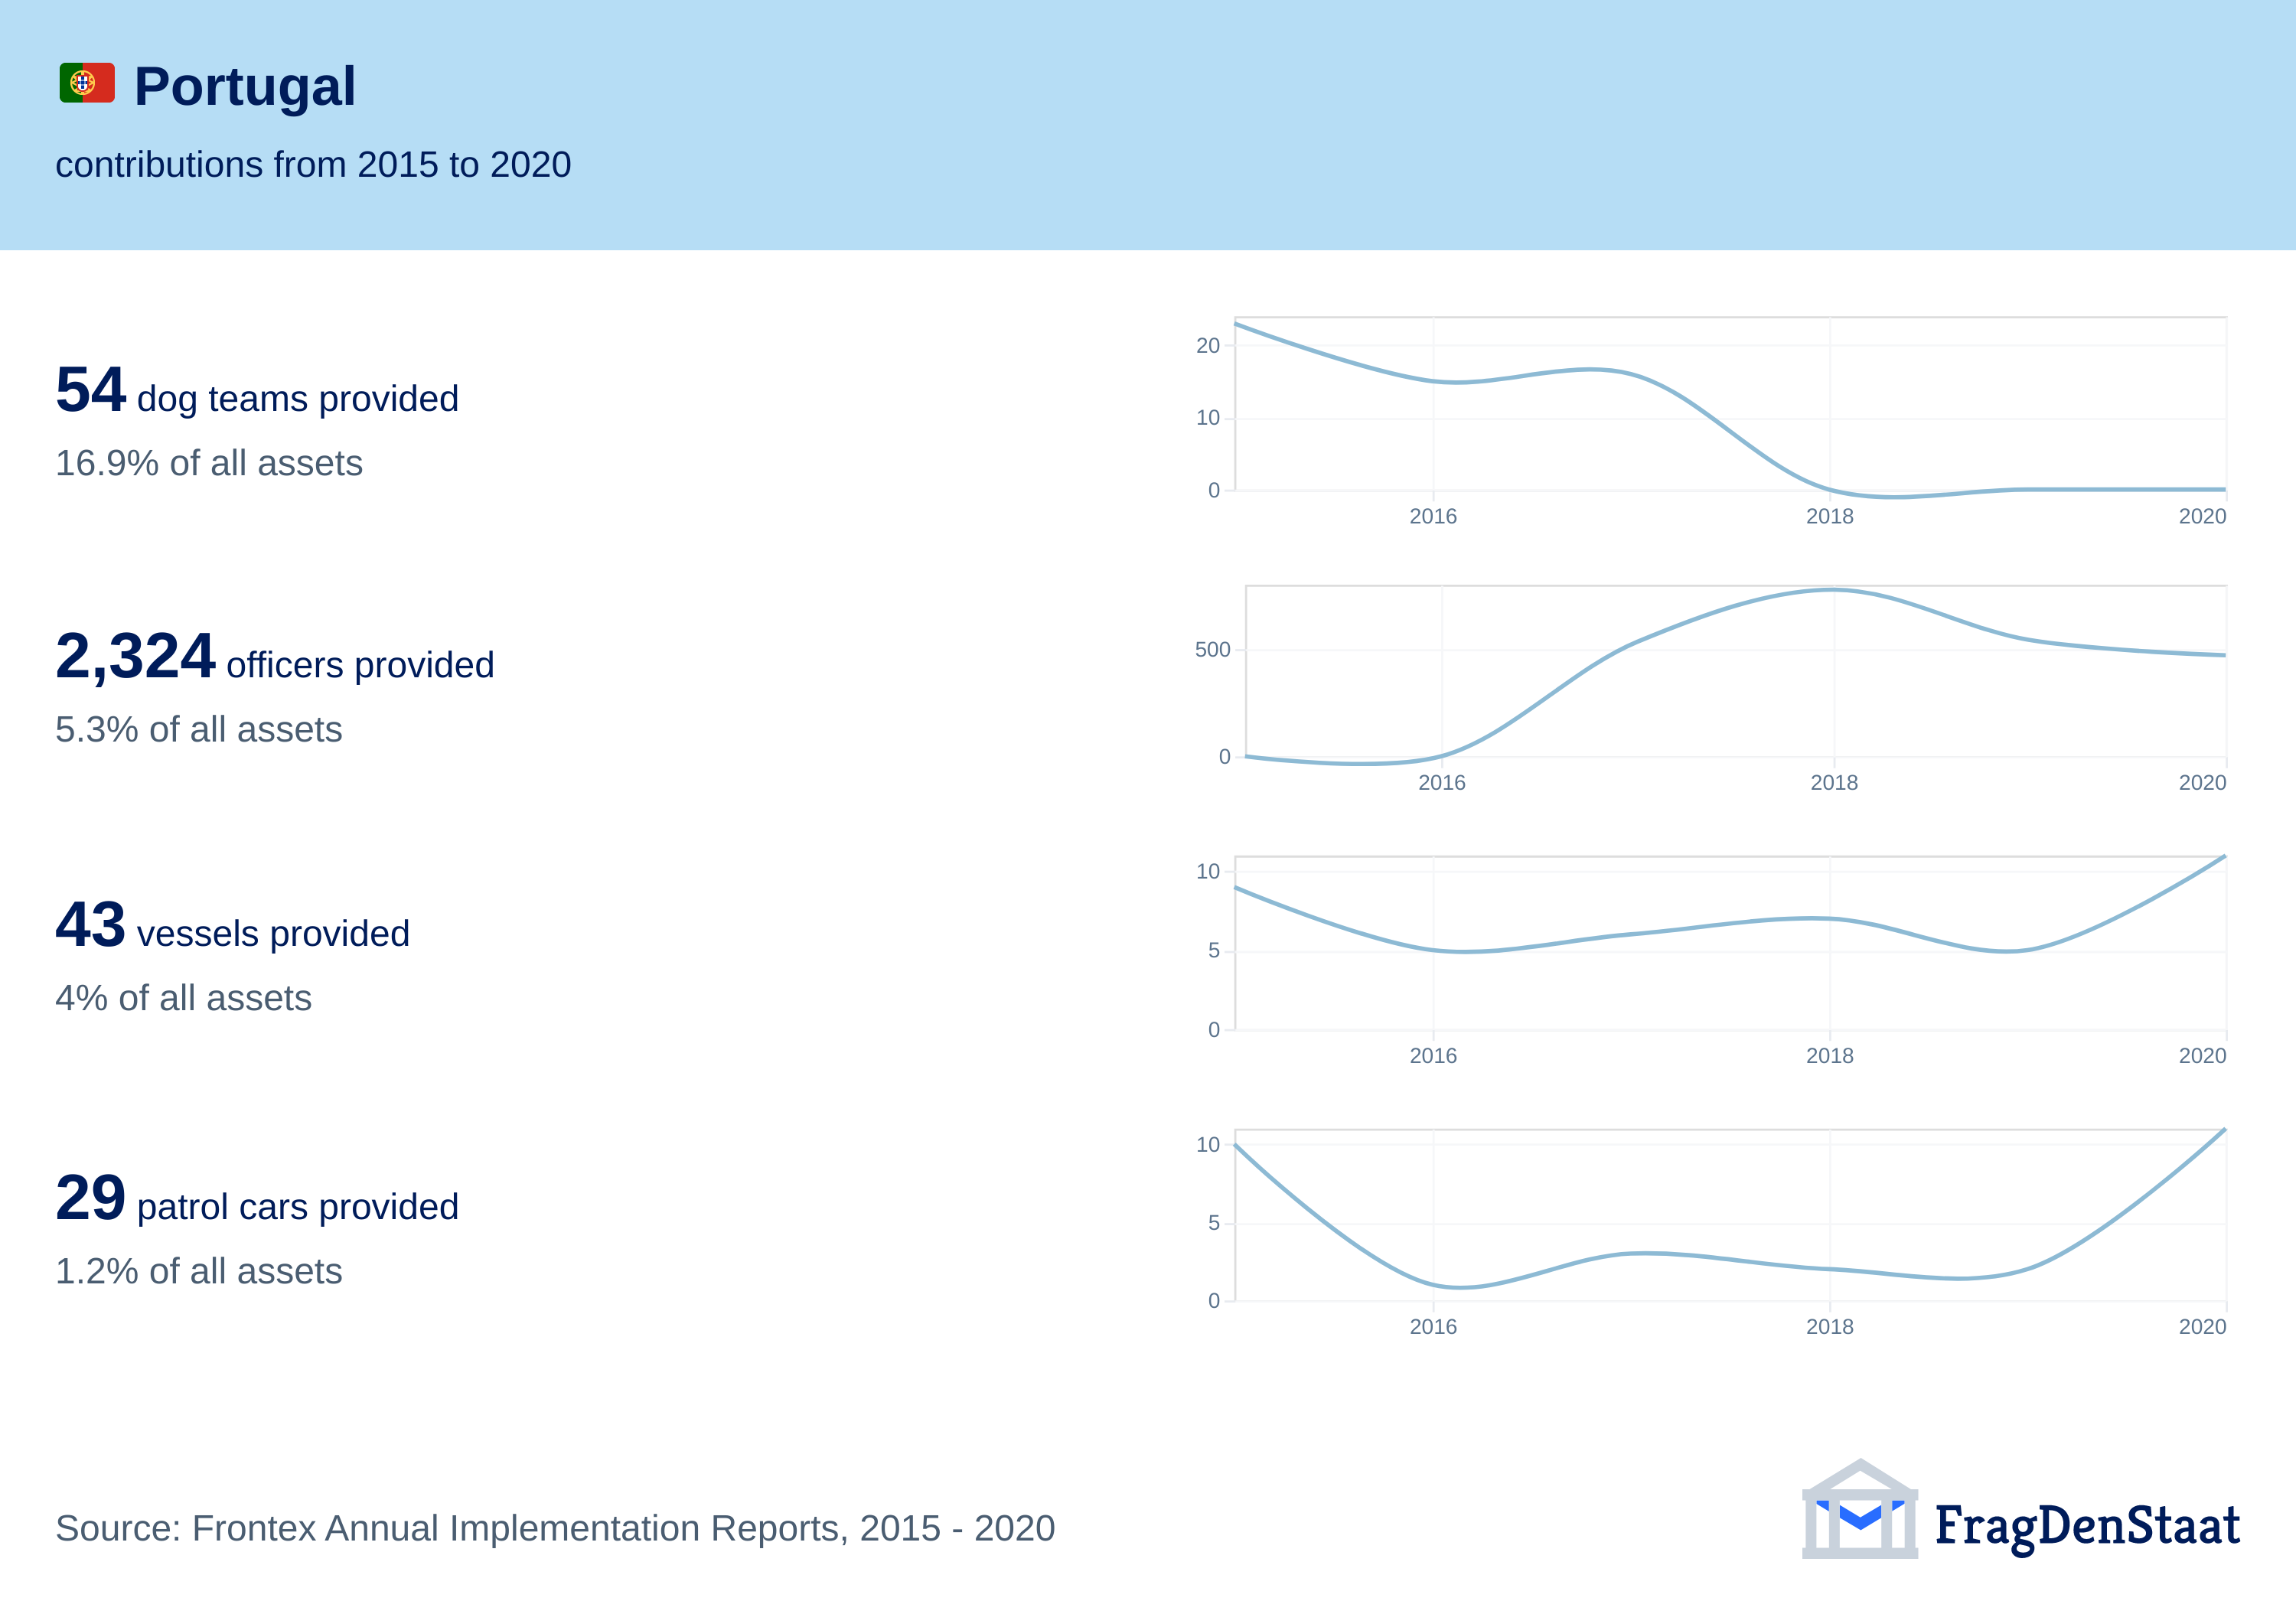 Portugal
contributions from 2015 to 2020
54 dog teams provided
16.9% of all assets
20
10
0
2016 2018 2020
2,324 officers provided
5.3% of all assets
500
0
2016 2018 2020
43 vessels provided
4% of all assets
10
5
0
2016 2018 2020
29 patrol cars provided
1.2% of all assets
10
5
0
2016 2018 2020
Source: Frontex Annual Implementation Reports, 2015 - 2020
FragDenStaat